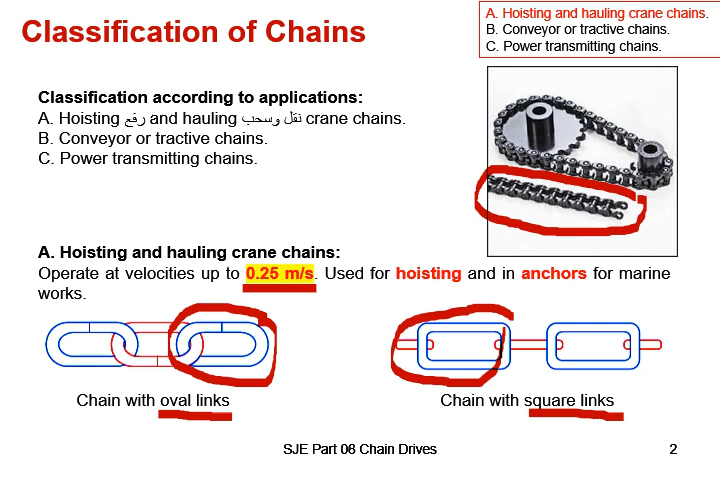 Classification of Chains
A. Hoisting and hauling crane chains.
B. Conveyor or tractive chains.
C. Power transmitting chains.
Classification according to applications:
A. Hoisting رفع and hauling نقل وسحب crane chains.
B. Conveyor or tractive chains.
C. Power transmitting chains.
A. Hoisting and hauling crane chains:
Operate at velocities up to 0.25 m/s. Used for hoisting and in anchors for marine
works.
Chain with oval links
Chain with square links
SJE Part 06 Chain Drives
2